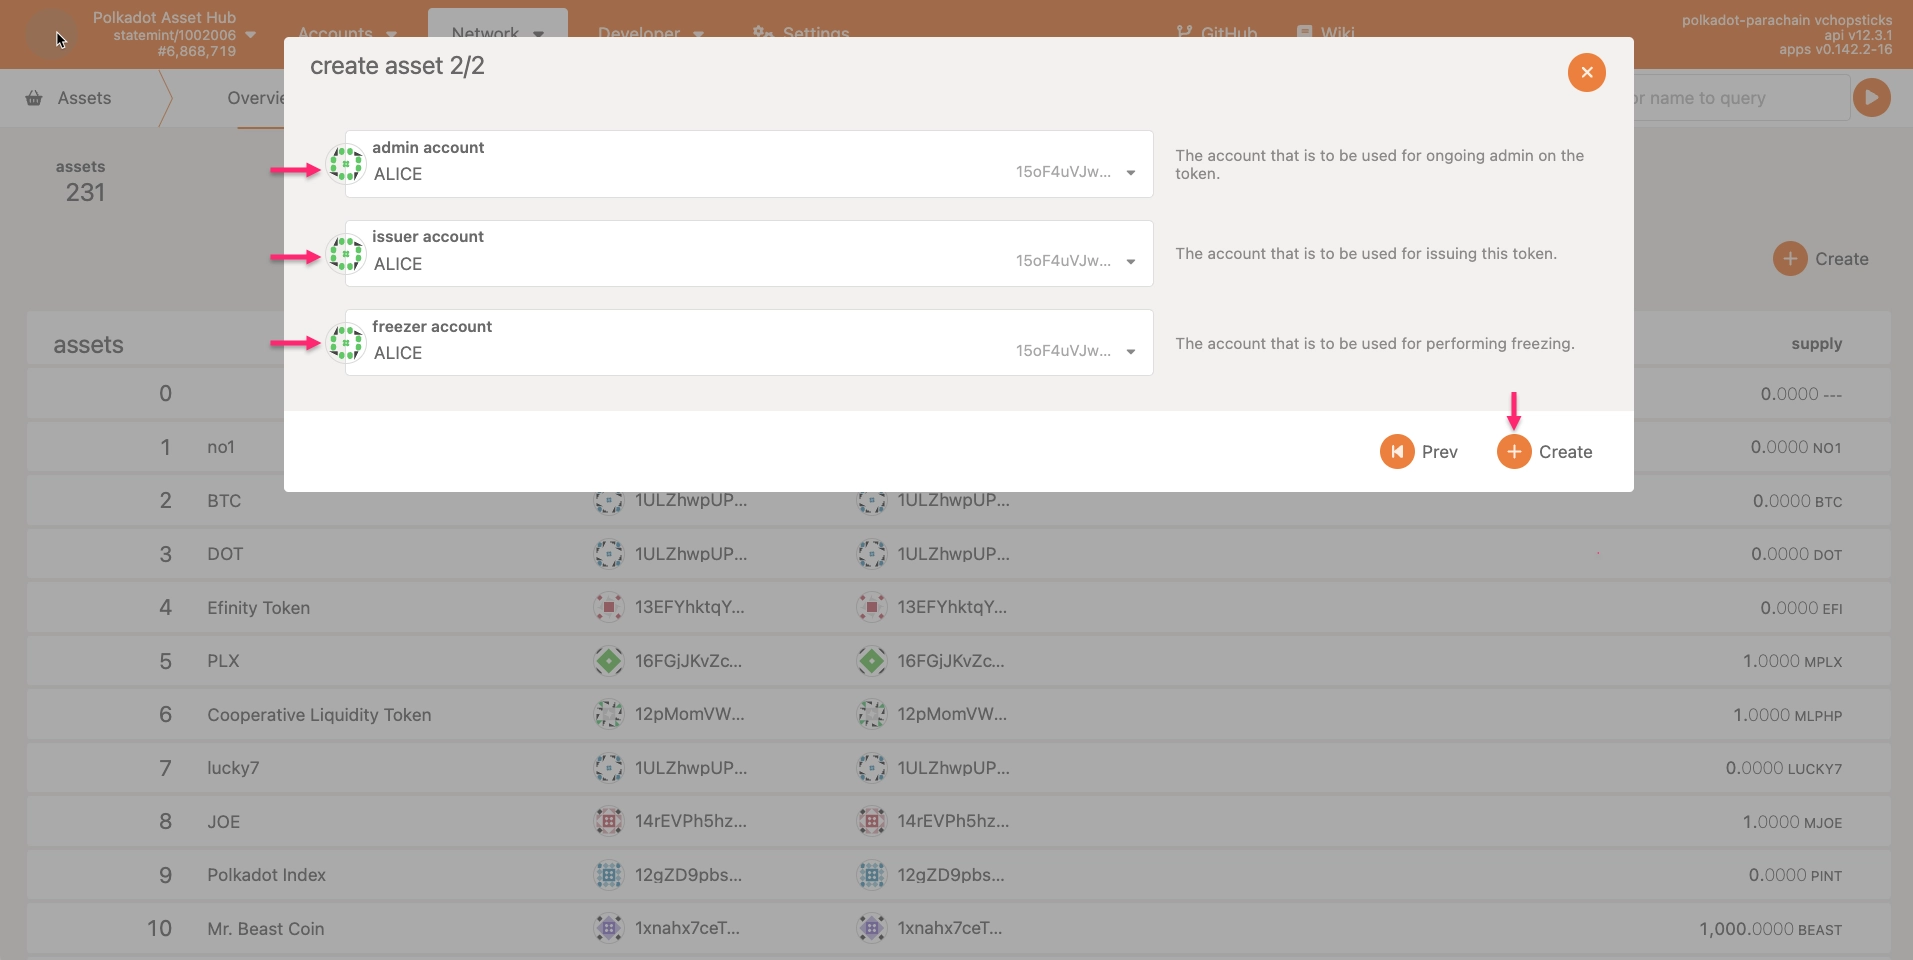 Polkadot Asset Hub
statemint/1002006
#6,868,719
Accounts
Network
Developer
Settings
GitHub
Wiki
polkadot-parachain vchopsticks
api v12.3.1
apps v0.142.2-16
Assets
Overvie
or name to query
create asset 2/2
admin account
ALICE
15oF4uVJw...
The account that is to be used for ongoing admin on the
token.
issuer account
ALICE
15oF4uVJw...
The account that is to be used for issuing this token.
freezer account
ALICE
15oF4uVJw...
The account that is to be used for performing freezing.
Prev
Create
assets
231
Create
assets
supply
0 0.0000 ---
1 no1 0.0000 NO1
2 BTC 1ULZhwpUP... 1ULZhwpUP... 0.0000 BTC
3 DOT 1ULZhwpUP... 1ULZhwpUP... 0.0000 DOT
4 Efinity Token 13EFYhktqY... 13EFYhktqY... 0.0000 EFI
5 PLX 16FGjJKvZc... 16FGjJKvZc... 1.0000 MPLX
6 Cooperative Liquidity Token 12pMomVW... 12pMomVW... 1.0000 MLPHP
7 lucky7 1ULZhwpUP... 1ULZhwpUP... 0.0000 LUCKY7
8 JOE 14rEVPh5hz... 14rEVPh5hz... 1.0000 MJOE
9 Polkadot Index 12gZD9pbs... 12gZD9pbs... 0.0000 PINT
10 Mr. Beast Coin 1xnahx7ceT... 1xnahx7ceT... 1,000.0000 BEAST